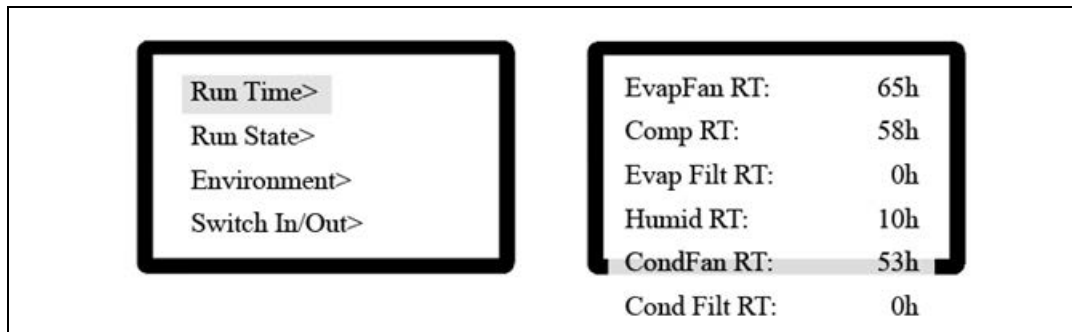 Run Time>
Run State>
Environment>
Switch In/Out>
EvapFan RT: 65h
Comp RT: 58h
Evap Filt RT: 0h
Humid RT: 10h
CondFan RT: 53h
Cond Filt RT: 0h